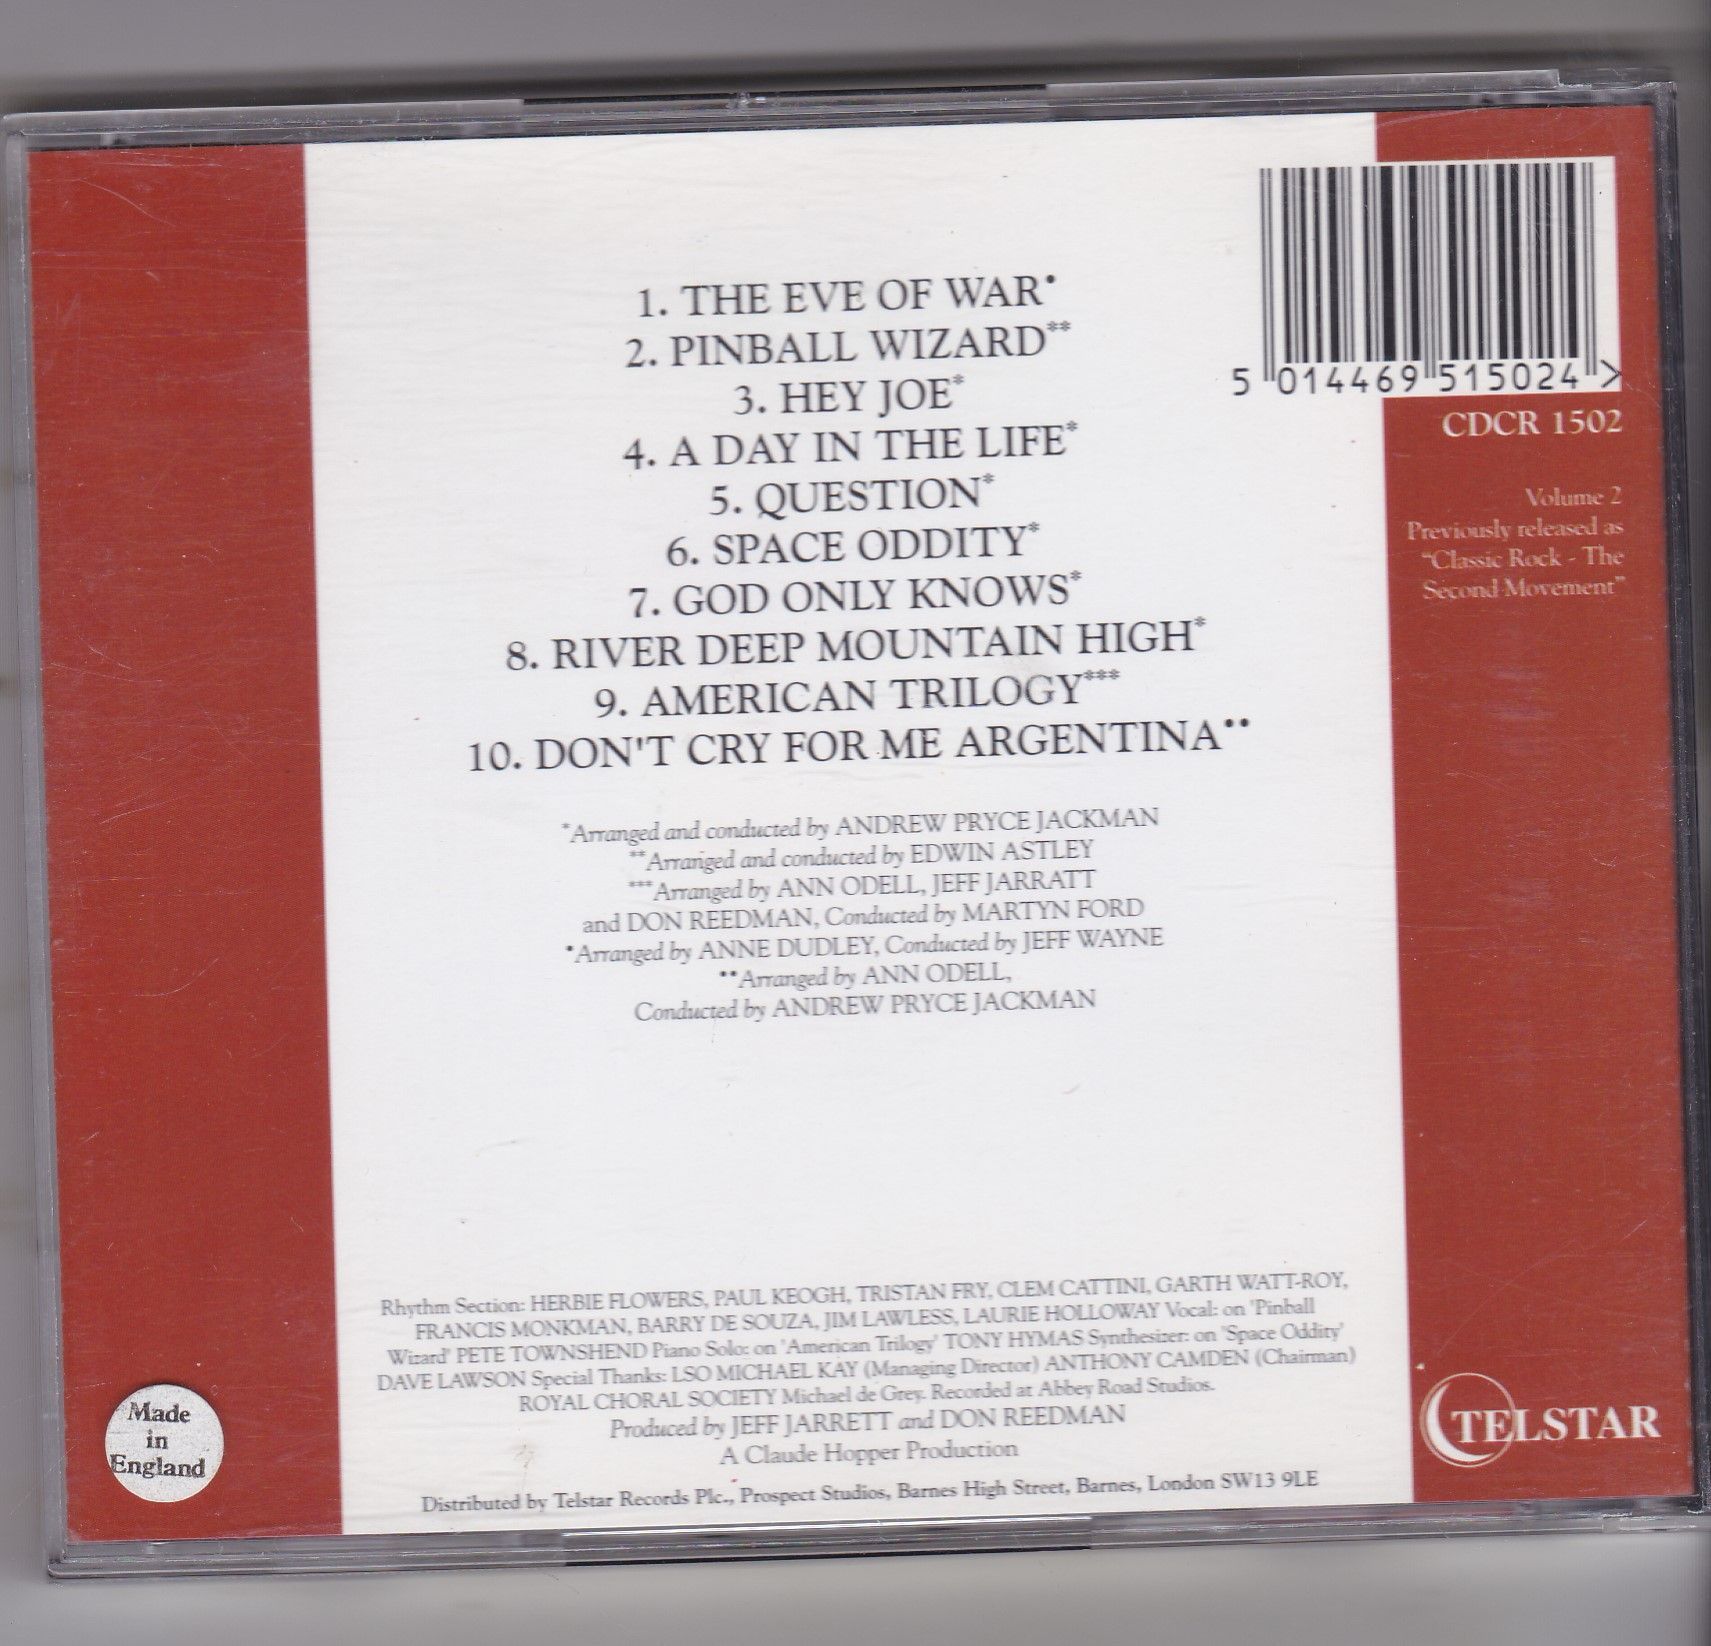 1. THE EVE OF WAR•
2. PINBALL WIZARD**
3. HEY JOE*
4. A DAY IN THE LIFE*
5. QUESTION*
6. SPACE ODDITY*
7. GOD ONLY KNOWS*
8. RIVER DEEP MOUNTAIN HIGH*
9. AMERICAN TRILOGY***
10. DON'T CRY FOR ME ARGENTINA••
*Arranged and conducted by ANDREW PRYCE JACKMAN
**Arranged and conducted by EDWIN ASTLEY
***Arranged by ANN ODELL, JEFF JARRATT
and DON REEDMAN, Conducted by MARTYN FORD
•Arranged by ANNE DUDLEY, Conducted by JEFF WAYNE
••Arranged by ANN ODELL,
Conducted by ANDREW PRYCE JACKMAN
5 014469 515024 >
CDCR 1502
Volume 2
Previously released as
"Classic Rock - The
Second Movement"
Rhythm Section: HERBIE FLOWERS, PAUL KEOGH, TRISTAN FRY, CLEM CATTINI, GARTH WATT-ROY,
FRANCIS MONKMAN, BARRY DE SOUZA, JIM LAWLESS, LAURIE HOLLOWAY Vocal: on 'Pinball
Wizard' PETE TOWNSHEND Piano Solo: on 'American Trilogy' TONY HYMAS Synthesizer: on 'Space Oddity'
DAVE LAWSON Special Thanks: LSO MICHAEL KAY (Managing Director) ANTHONY CAMDEN (Chairman)
ROYAL CHORAL SOCIETY Michael de Grey. Recorded at Abbey Road Studios.
Produced by JEFF JARRETT and DON REEDMAN
A Claude Hopper Production
Distributed by Telstar Records Plc., Prospect Studios, Barnes High Street, Barnes, London SW13 9LE
Made
in
England
TELSTAR